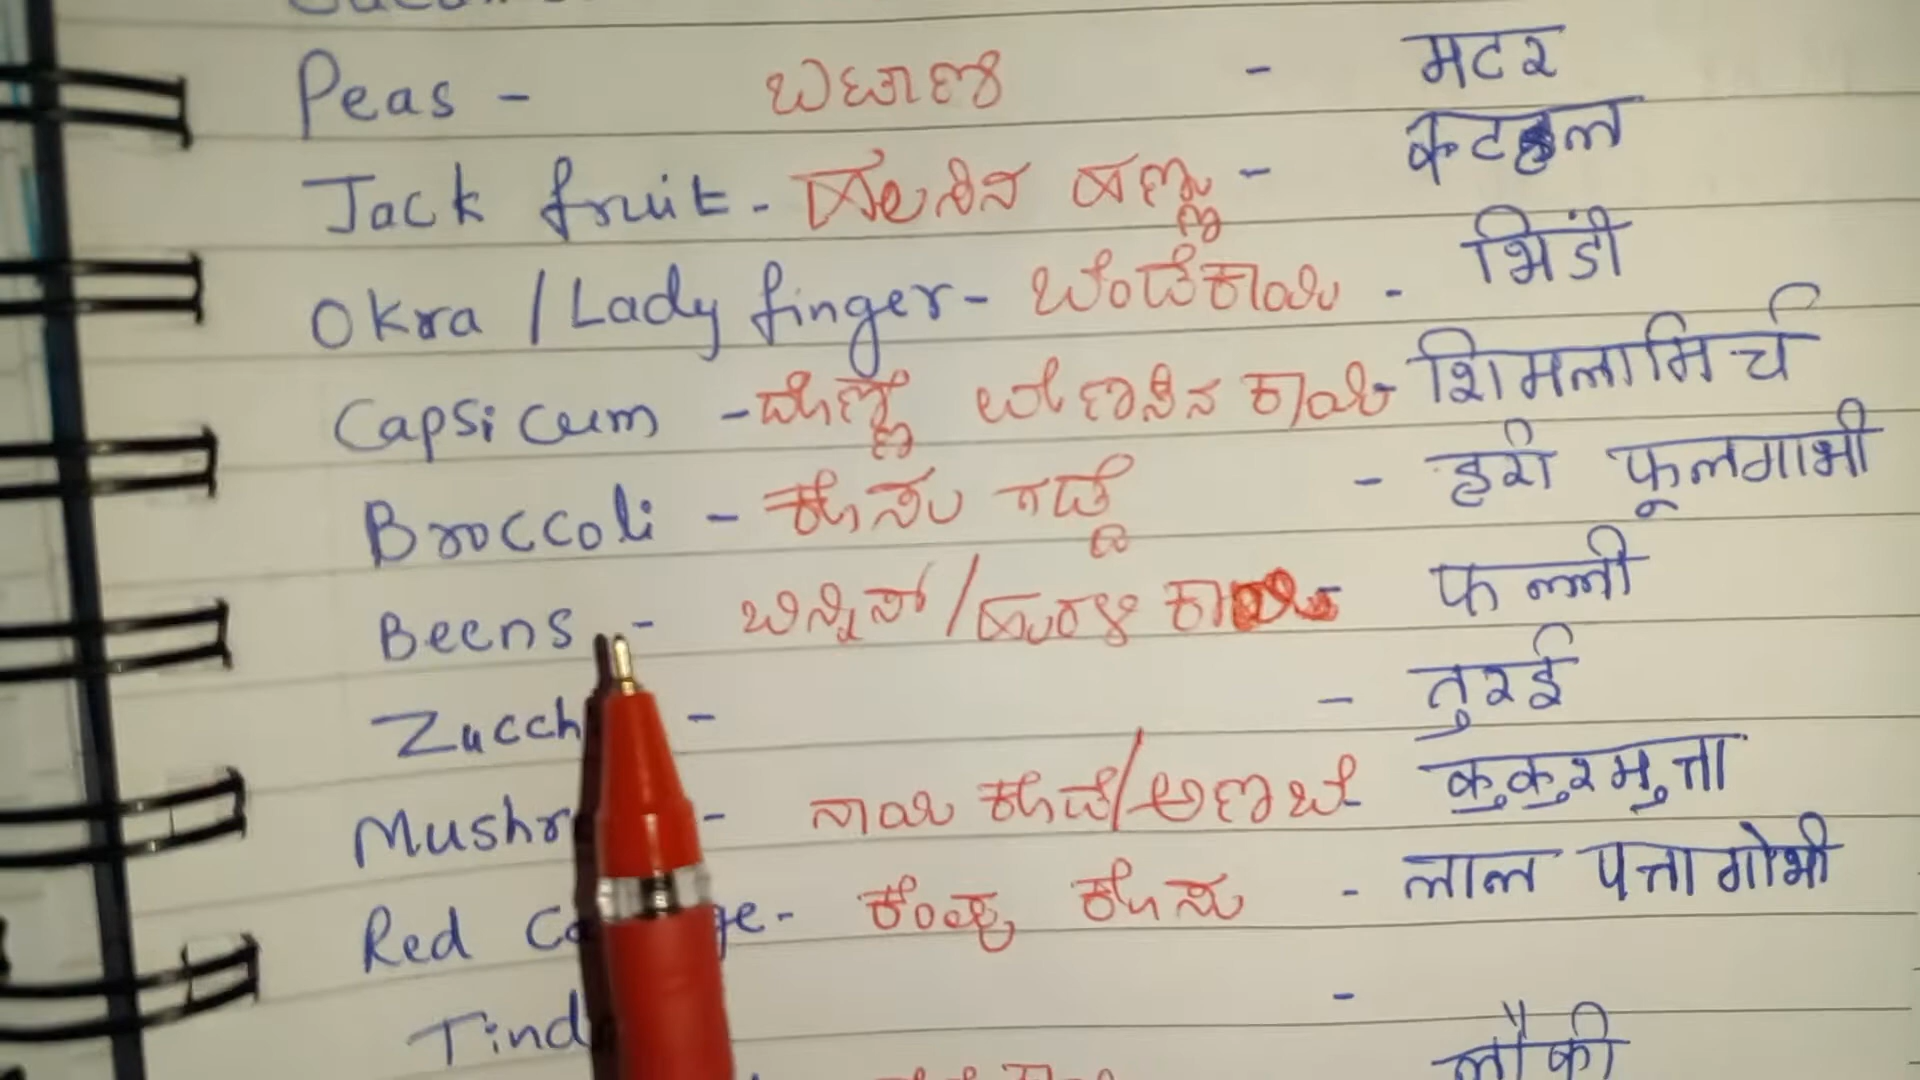 Peas - ಬಟಾಣಿ - मटर
Jack fruit - ಹಲಸಿನ ಹಣ್ಣು - कटहल
Okra / Lady finger - ಬೆಂಡೆಕಾಯಿ - भिंडी
Capsicum - ದೊಣ್ಣೆ ಮೆಣಸಿನ ಕಾಯಿ - शिमलामिर्च
Broccoli - ಕೋಸು ಗಡ್ಡೆ - हरी फूलगाभी
Beens - ಬಿನ್ಸಿಸ್ / ಹುರಳಿ ಕಾಯಿ - फल्ली
Zucch - - तुरई
Mushr - ನಾಯಿ ಕೊಡೆ/ಅಣಬೆ कुकुरमुत्ता
Red C ge - ಕೆಂಪು ಕೋಸು - लाल पत्तागोभी
Tind -
लौकी